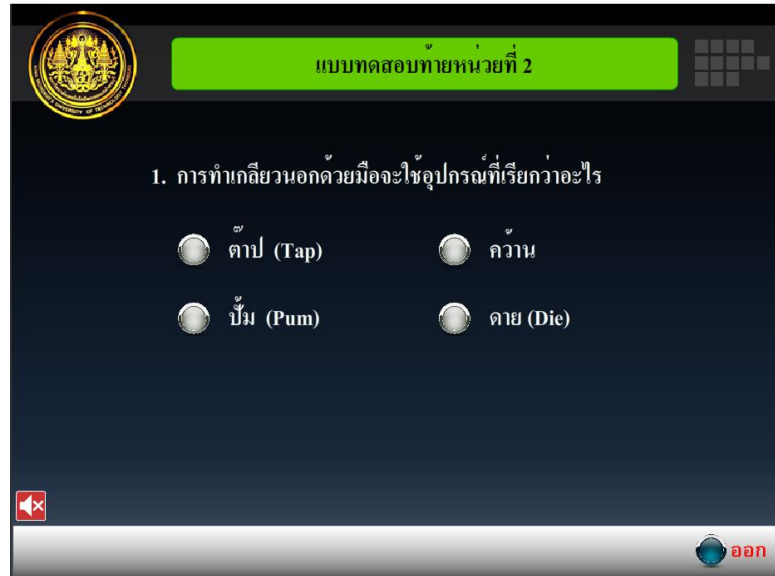 แบบทดสอบท้ายหน่วยที่ 2
1. การทำเกลียวนอกด้วยมือจะใช้อุปกรณ์ที่เรียกว่าอะไร
ต๊าป (Tap)
คว้าน
ปั้ม (Pum)
ดาย (Die)
ออก